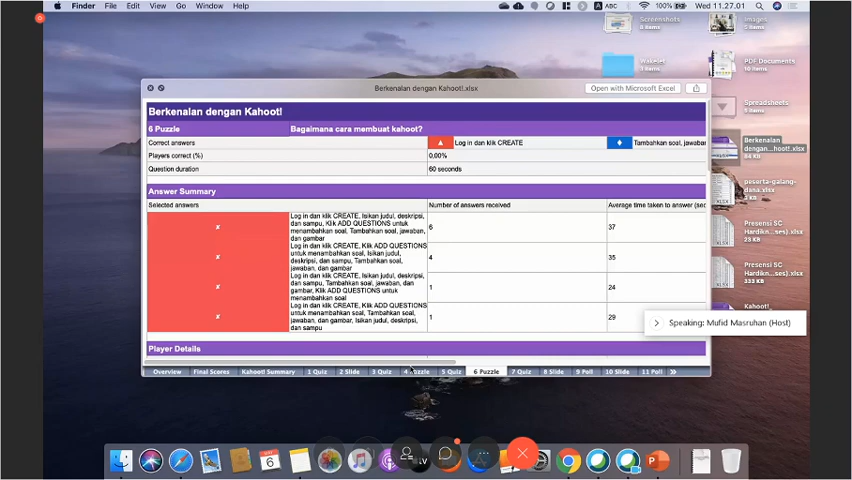 Finder File Edit View Go Window Help
100% Wed 11.27.01
ABC
Screenshots
8 items
Images
Wakelet
3 items
PDF_Documents
10 items
Spreadsheets
Berkenalan
dengan...hoot!.xlsx
84 KB
peserta-galang-
dana.xlsx
Presensi SC
Hardikn...ses).xlsx
23 KB
Presensi SC
Hardikn...ses).xlsx
333 KB
Kahoot!,
Berkenalan dengan Kahoot!.xlsx
Open with Microsoft Excel
Berkenalan dengan Kahoot!
6 Puzzle Bagaimana cara membuat kahoot?
Correct answers Log in dan klik CREATE Tambahkan soal, jawabar
Players correct (%) 0,00%
Question duration 60 seconds
Answer Summary
Selected answers Number of answers received Average time taken to answer (sec
✘ Log in dan klik CREATE, Isikan judul, deskripsi,
dan sampu, Klik ADD QUESTIONS untuk
menambahkan soal, Tambahkan soal, jawaban,
dan gambar
6 37
✘ Log in dan klik CREATE, Klik ADD QUESTIONS
untuk menambahkan soal, Isikan judul,
deskripsi, dan sampu, Tambahkan soal,
jawaban, dan gambar
4 35
✘ Log in dan klik CREATE, Isikan judul, deskripsi,
dan sampu, Tambahkan soal, jawaban, dan
gambar, Klik ADD QUESTIONS untuk
menambahkan soal
1 24
✘ Log in dan klik CREATE, Klik ADD QUESTIONS
untuk menambahkan soal, Tambahkan soal,
jawaban, dan gambar, Isikan judul, deskripsi,
dan sampu
1 29
Player Details
Overview Final Scores Kahoot! Summary 1 Quiz 2 Slide 3 Quiz 4 Puzzle 5 Quiz 6 Puzzle 7 Quiz 8 Slide 9 Poll 10 Slide 11 Poll »
Speaking: Mufid Masruhan (Host)
6
LV